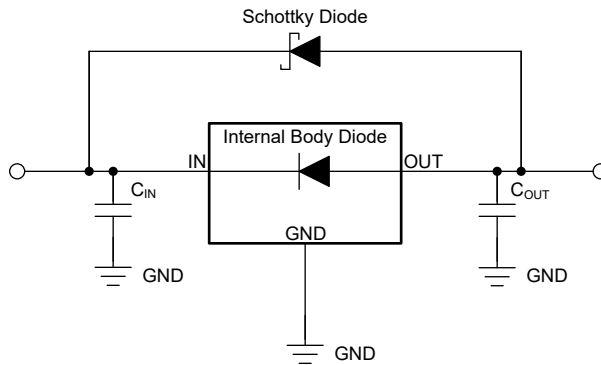 Schottky Diode
Internal Body Diode
IN
OUT
CIN
COUT
GND
GND
GND
GND